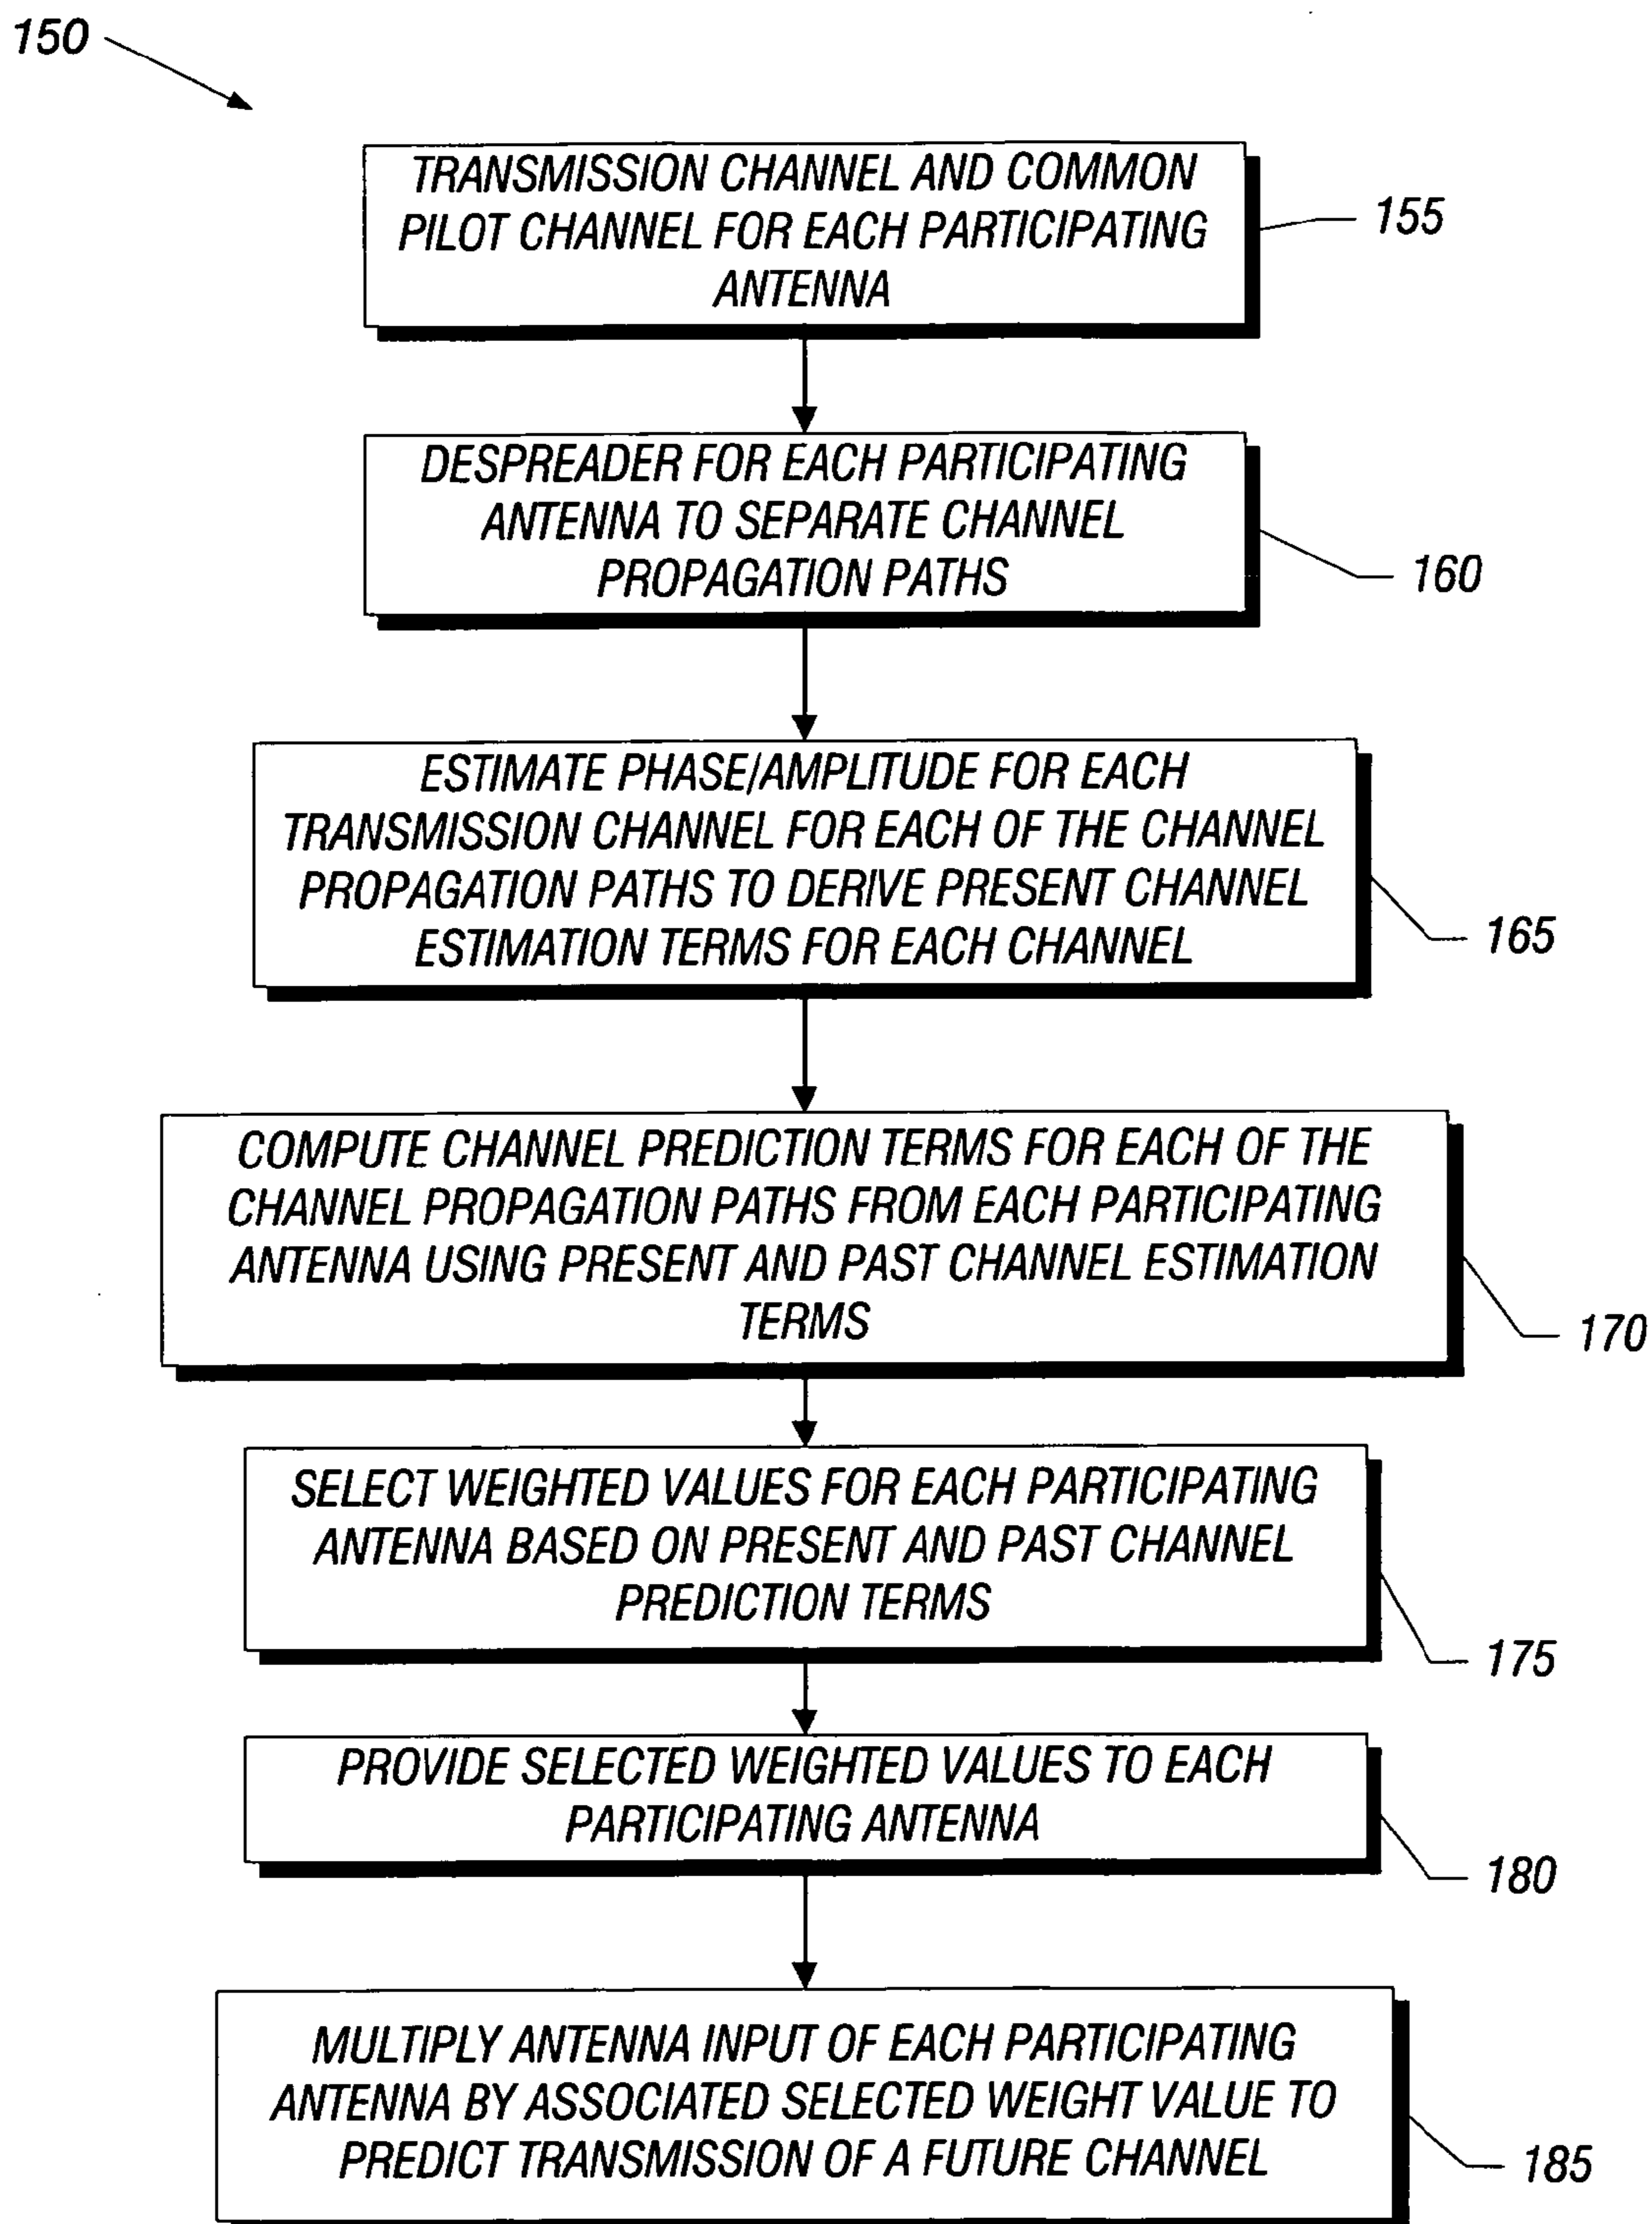 150
TRANSMISSION CHANNEL AND COMMON
PILOT CHANNEL FOR EACH PARTICIPATING
ANTENNA
155
DESPREADER FOR EACH PARTICIPATING
ANTENNA TO SEPARATE CHANNEL
PROPAGATION PATHS
160
ESTIMATE PHASE/AMPLITUDE FOR EACH
TRANSMISSION CHANNEL FOR EACH OF THE CHANNEL
PROPAGATION PATHS TO DERIVE PRESENT CHANNEL
ESTIMATION TERMS FOR EACH CHANNEL
165
COMPUTE CHANNEL PREDICTION TERMS FOR EACH OF THE
CHANNEL PROPAGATION PATHS FROM EACH PARTICIPATING
ANTENNA USING PRESENT AND PAST CHANNEL ESTIMATION
TERMS
170
SELECT WEIGHTED VALUES FOR EACH PARTICIPATING
ANTENNA BASED ON PRESENT AND PAST CHANNEL
PREDICTION TERMS
175
PROVIDE SELECTED WEIGHTED VALUES TO EACH
PARTICIPATING ANTENNA
180
MULTIPLY ANTENNA INPUT OF EACH PARTICIPATING
ANTENNA BY ASSOCIATED SELECTED WEIGHT VALUE TO
PREDICT TRANSMISSION OF A FUTURE CHANNEL
185